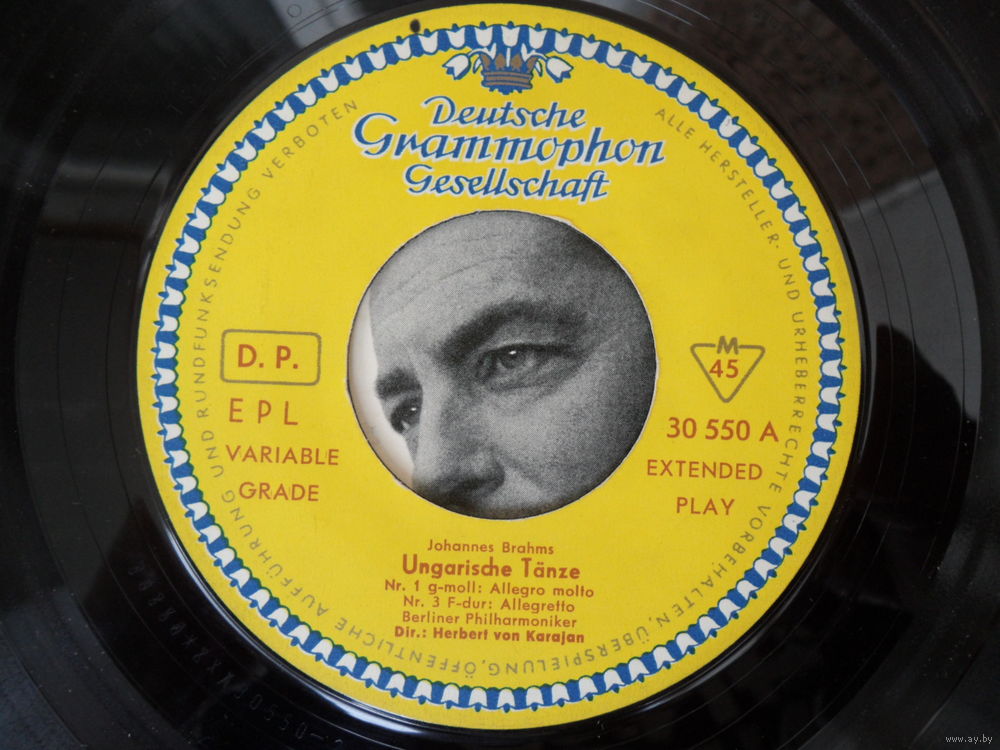 Deutsche
Grammophon
Gesellschaft
ALLE HERSTELLER- UND URHEBERRECHTE VORBEHALTEN, ÜBERSPIELUNG, ÖFFENTLICHE AUFFÜHRUNG UND RUNDFUNKSENDUNG VERBOTEN
D. P.
EPL
VARIABLE
GRADE
M
45
30 550 A
EXTENDED
PLAY
Johannes Brahms
Ungarische Tänze
Nr. 1 g-moll: Allegro molto
Nr. 3 F-dur: Allegretto
Berliner Philharmoniker
Dir.: Herbert von Karajan
www.ay.by